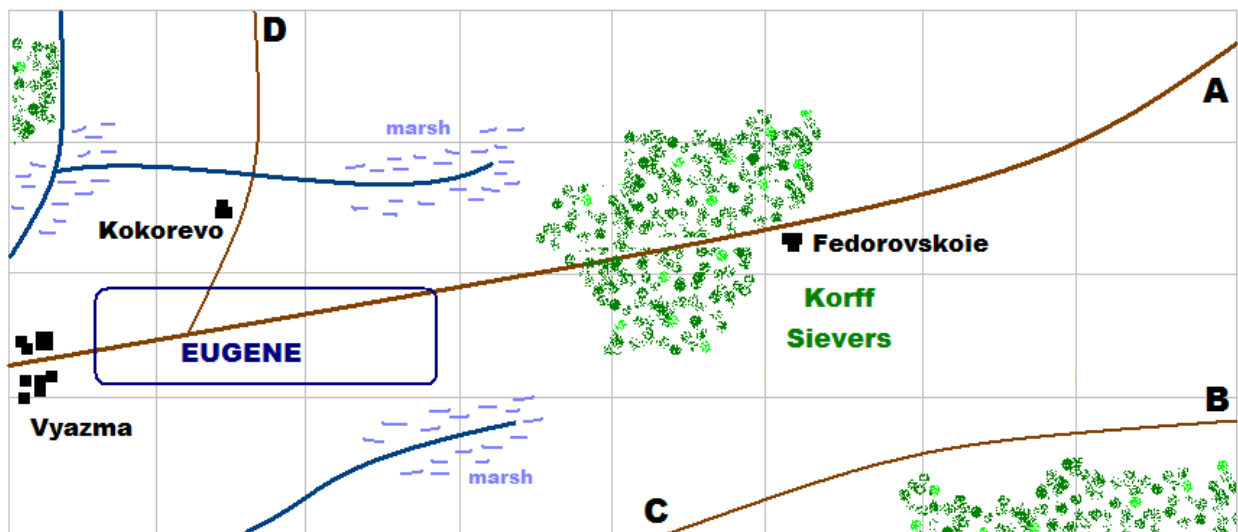 D
A
marsh
Kokorevo
Fedorovskoie
Korff
Sievers
EUGENE
B
Vyazma
marsh
C